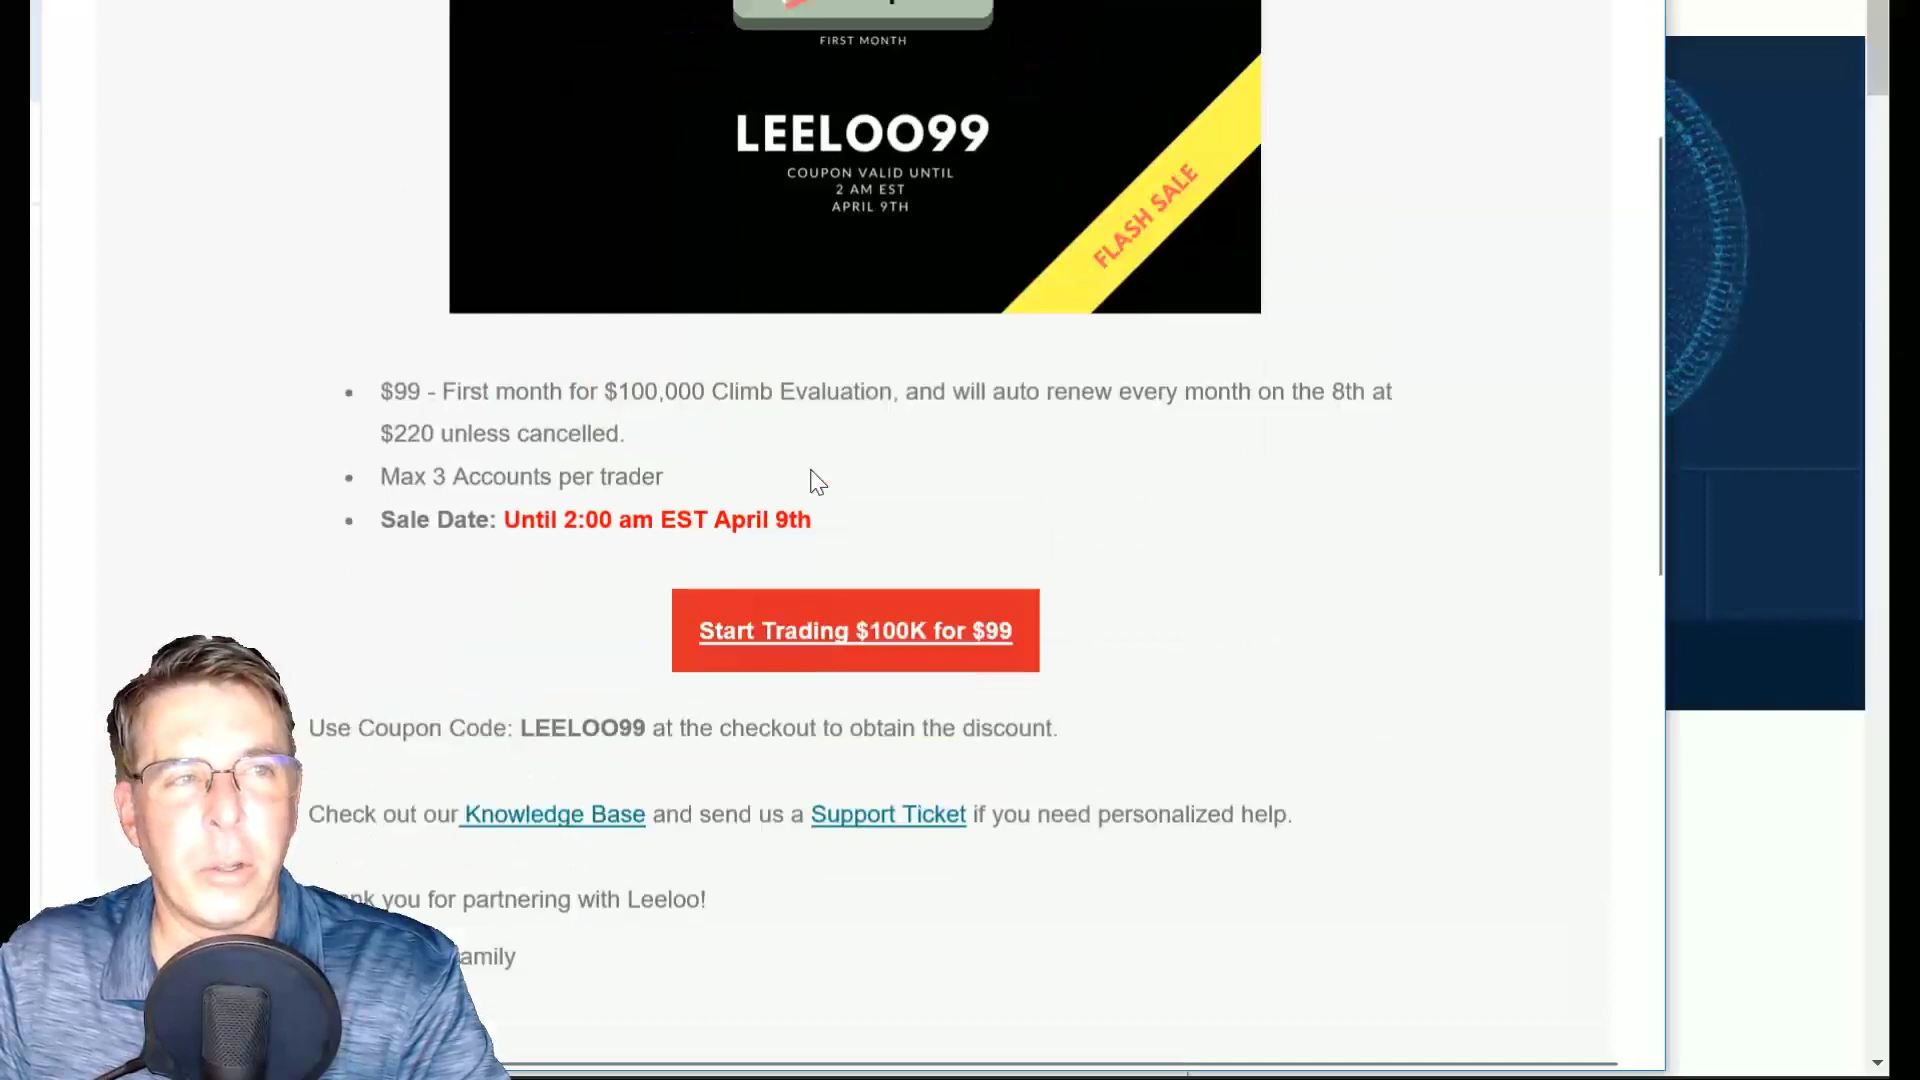 FIRST MONTH
LEELOO99
COUPON VALID UNTIL
2 AM EST
APRIL 9TH
FLASH SALE
• $99 - First month for $100,000 Climb Evaluation, and will auto renew every month on the 8th at
$220 unless cancelled.
• Max 3 Accounts per trader
• Sale Date: Until 2:00 am EST April 9th
Start Trading $100K for $99
Use Coupon Code: LEELOO99 at the checkout to obtain the discount.
Check out our Knowledge Base and send us a Support Ticket if you need personalized help.
nk you for partnering with Leeloo!
amily